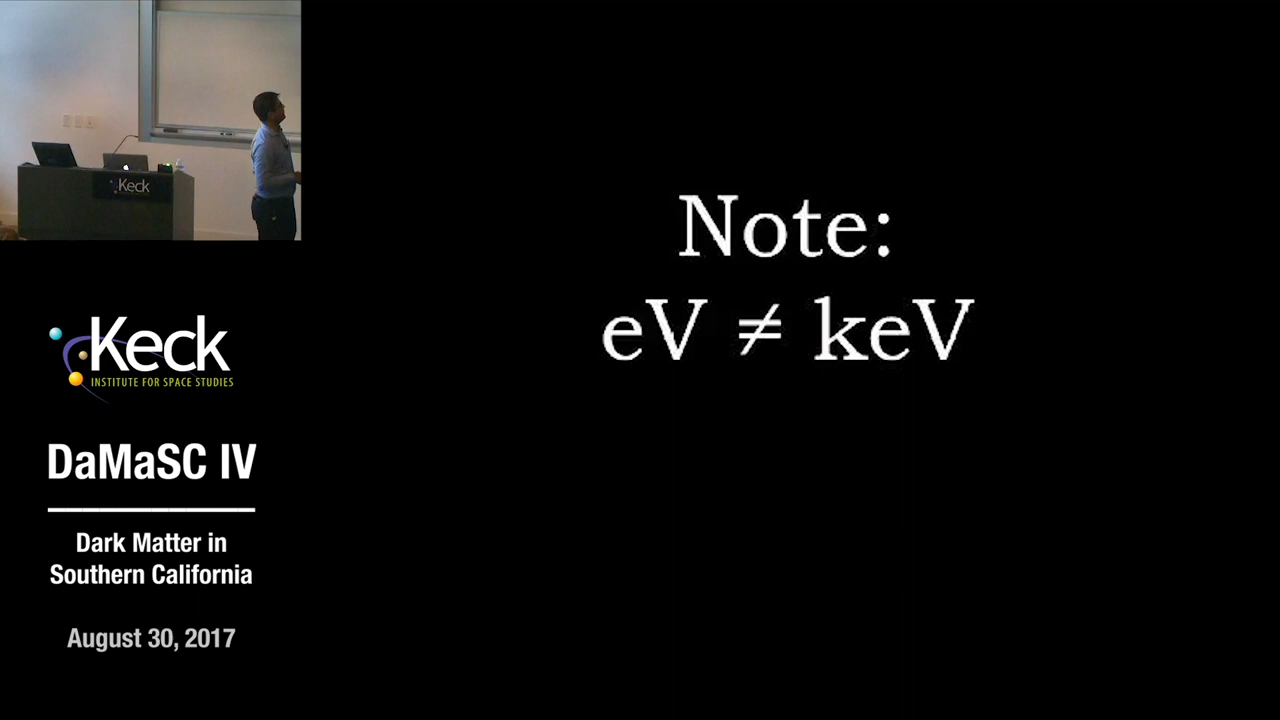 Keck
Keck
INSTITUTE FOR SPACE STUDIES
DaMaSC IV
Dark Matter in
Southern California
August 30, 2017
Note:
eV ≠ keV